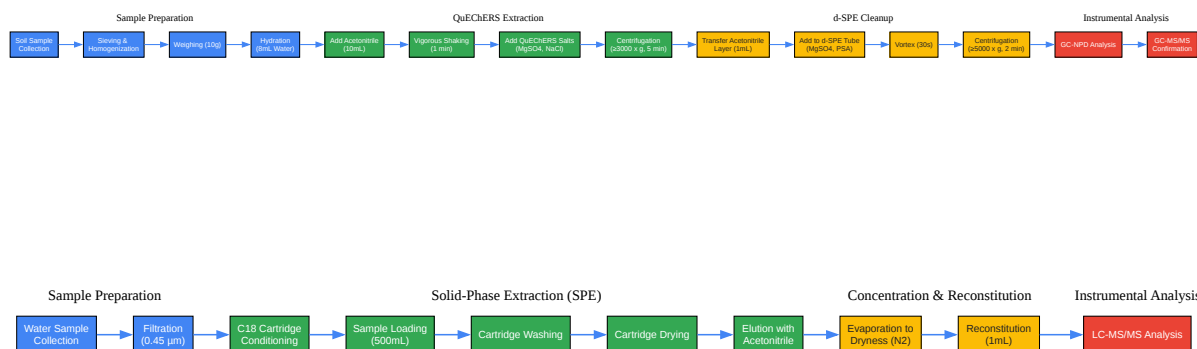 Sample Preparation
QuEChERS Extraction
d-SPE Cleanup
Instrumental Analysis
Soil Sample
Collection
Sieving &
Homogenization
Weighing (10g)
Hydration
(8mL Water)
Add Acetonitrile
(10mL)
Vigorous Shaking
(1 min)
Add QuEChERS Salts
(MgSO4, NaCl)
Centrifugation
(≥3000 x g, 5 min)
Transfer Acetonitrile
Layer (1mL)
Add to d-SPE Tube
(MgSO4, PSA)
Vortex (30s)
Centrifugation
(≥5000 x g, 2 min)
GC-NPD Analysis
GC-MS/MS
Confirmation
Sample Preparation
Solid-Phase Extraction (SPE)
Concentration & Reconstitution
Instrumental Analysis
Water Sample
Collection
Filtration
(0.45 μm)
C18 Cartridge
Conditioning
Sample Loading
(500mL)
Cartridge Washing
Cartridge Drying
Elution with
Acetonitrile
Evaporation to
Dryness (N2)
Reconstitution
(1mL)
LC-MS/MS Analysis